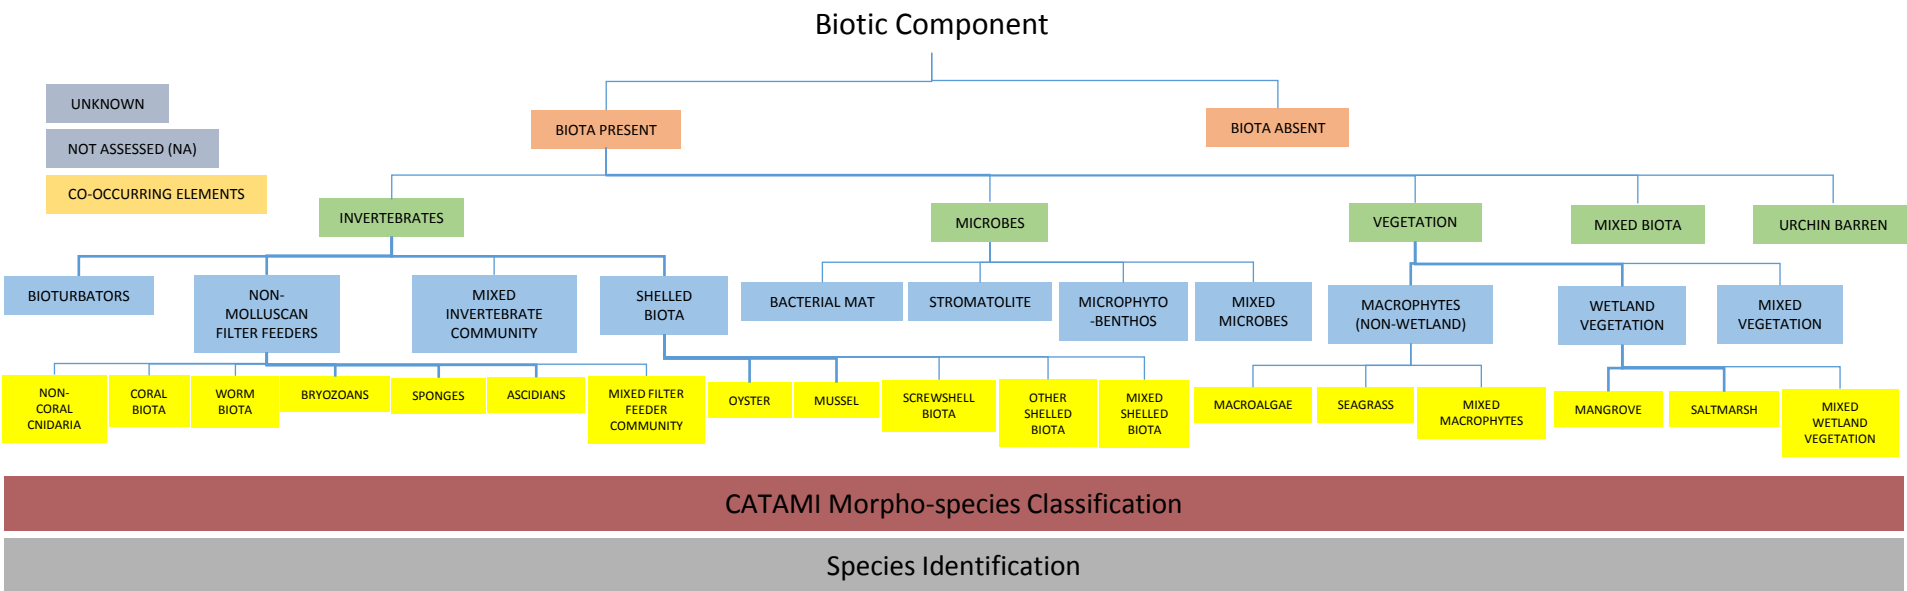 Biotic Component
UNKNOWN
NOT ASSESSED (NA)
CO-OCCURRING ELEMENTS
BIOTA PRESENT
BIOTA ABSENT
INVERTEBRATES
MICROBES
VEGETATION
MIXED BIOTA
URCHIN BARREN
BIOTURBATORS
NON-
MOLLUSCAN
FILTER FEEDERS
MIXED
INVERTEBRATE
COMMUNITY
SHELLED
BIOTA
BACTERIAL MAT
STROMATOLITE
MICROPHYTO
-BENTHOS
MIXED
MICROBES
MACROPHYTES
(NON-WETLAND)
WETLAND
VEGETATION
MIXED
VEGETATION
NON-
CORAL
CNIDARIA
CORAL
BIOTA
WORM
BIOTA
BRYOZOANS
SPONGES
ASCIDIANS
MIXED FILTER
FEEDER
COMMUNITY
OYSTER
MUSSEL
SCREWSHELL
BIOTA
OTHER
SHELLED
BIOTA
MIXED
SHELLED
BIOTA
MACROALGAE
SEAGRASS
MIXED
MACROPHYTES
MANGROVE
SALTMARSH
MIXED
WETLAND
VEGETATION
CATAMI Morpho-species Classification
Species Identification